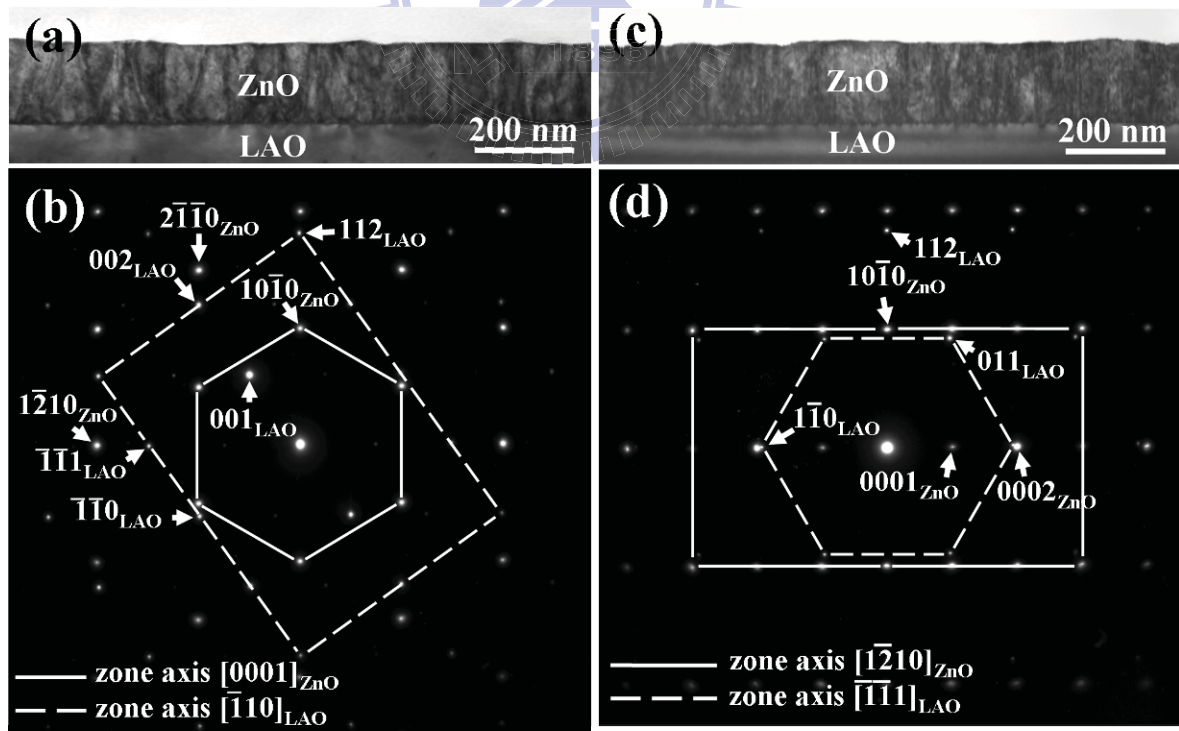 (a)
ZnO
LAO
200 nm
(c)
1896
ZnO
LAO
200 nm
(b)
21̅1̅0ZnO
002LAO
112LAO
101̅0ZnO
12̅10ZnO
001LAO
1̅1̅1LAO
1̅1̅0LAO
zone axis [0001]ZnO
zone axis [1̅10]LAO
(d)
112LAO
101̅0ZnO
011LAO
11̅0LAO
0001ZnO
0002ZnO
zone axis [12̅10]ZnO
zone axis [1̅1̅1]LAO